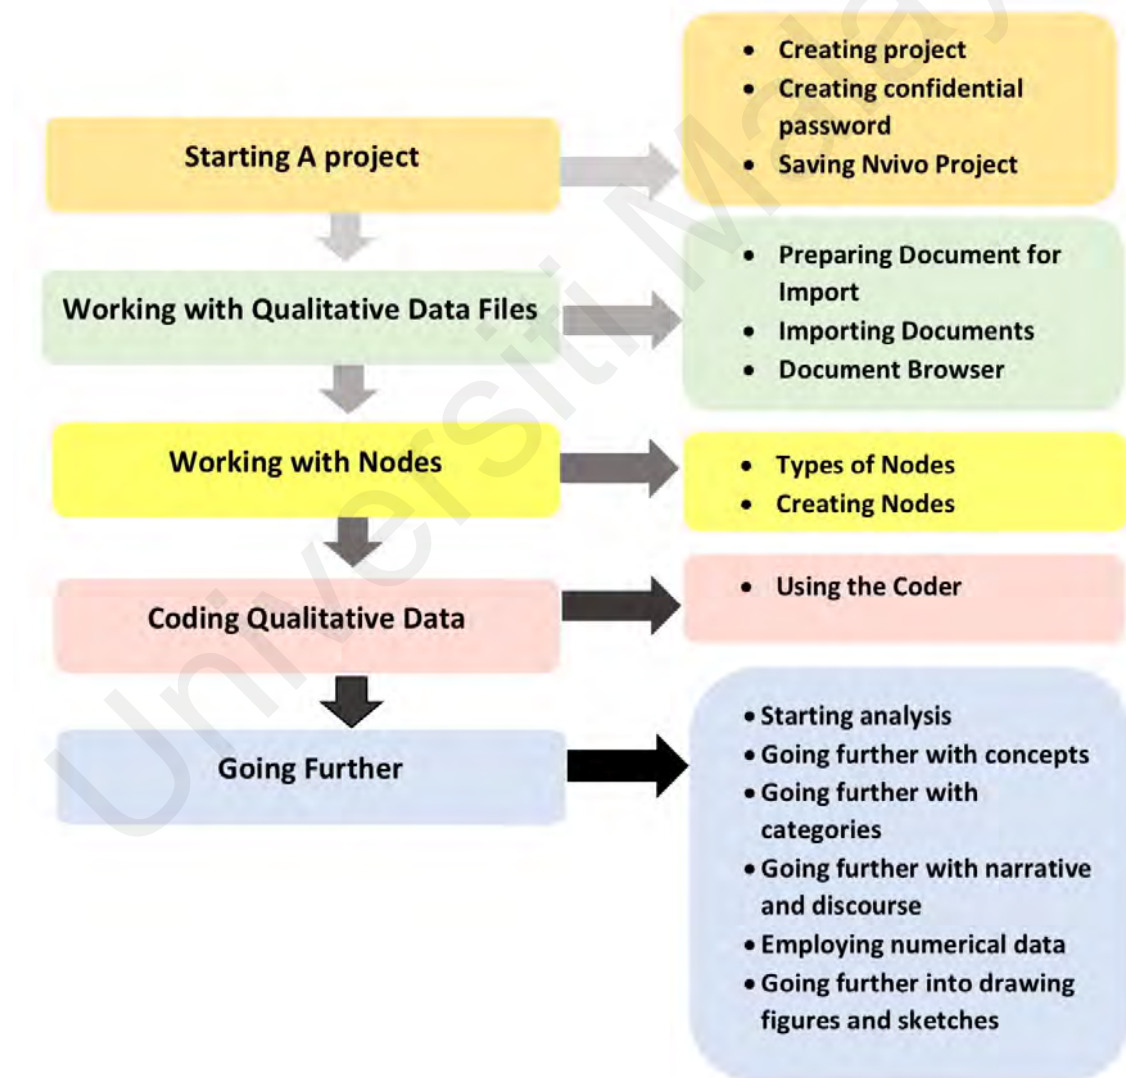 Starting A project
• Creating project
• Creating confidential
password
• Saving Nvivo Project
Working with Qualitative Data Files
• Preparing Document for
Import
• Importing Documents
• Document Browser
Working with Nodes
• Types of Nodes
• Creating Nodes
Coding Qualitative Data
• Using the Coder
Going Further
• Starting analysis
• Going further with concepts
• Going further with
categories
• Going further with narrative
and discourse
• Employing numerical data
• Going further into drawing
figures and sketches
Universiti Malay